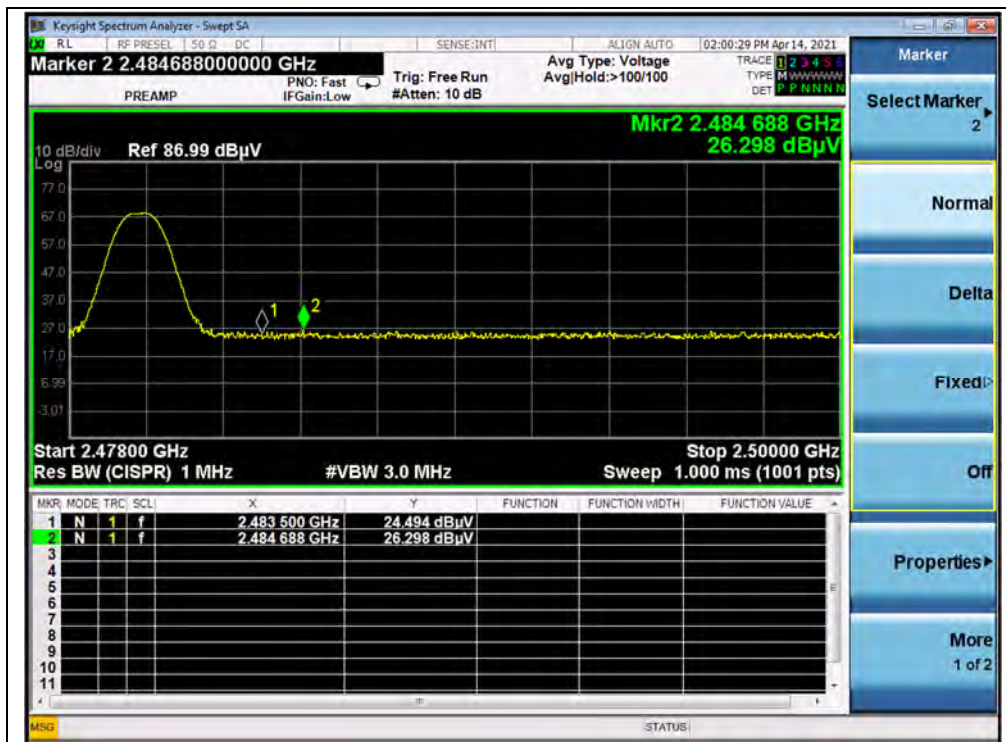 Keysight Spectrum Analyzer - Swept SA
LXI RL RF PRESEL 50 Ω DC SENSE:INT ALIGN AUTO 02:00:29 PM Apr 14, 2021
Marker 2 2.484688000000 GHz
PREAMP
PNO: Fast
IFGain:Low
Trig: Free Run
#Atten: 10 dB
Avg Type: Voltage
Avg|Hold:>100/100
TRACE 1 2 3 4 5 6
TYPE M WWWWW
DET P P N N N N
Mkr2 2.484 688 GHz
26.298 dBµV
10 dB/div Ref 86.99 dBµV
Log
77.0
67.0
57.0
47.0
37.0
27.0
17.0
6.99
-3.01
1
2
Start 2.47800 GHz Stop 2.50000 GHz
Res BW (CISPR) 1 MHz #VBW 3.0 MHz Sweep 1.000 ms (1001 pts)
MKR MODE TRC SCL X Y FUNCTION FUNCTION WIDTH FUNCTION VALUE
1 N 1 f 2.483 500 GHz 24.494 dBµV
2 N 1 f 2.484 688 GHz 26.298 dBµV
3
4
5
6
7
8
9
10
11
MSG STATUS
Marker
Select Marker
2
Normal
Delta
Fixed
Off
Properties
More
1 of 2